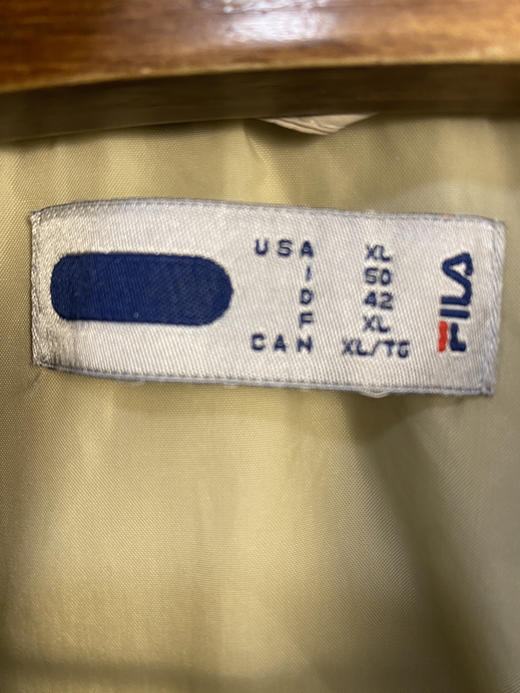 USA XL
I 50
D 42
F XL
CAN XL/TG
FILA